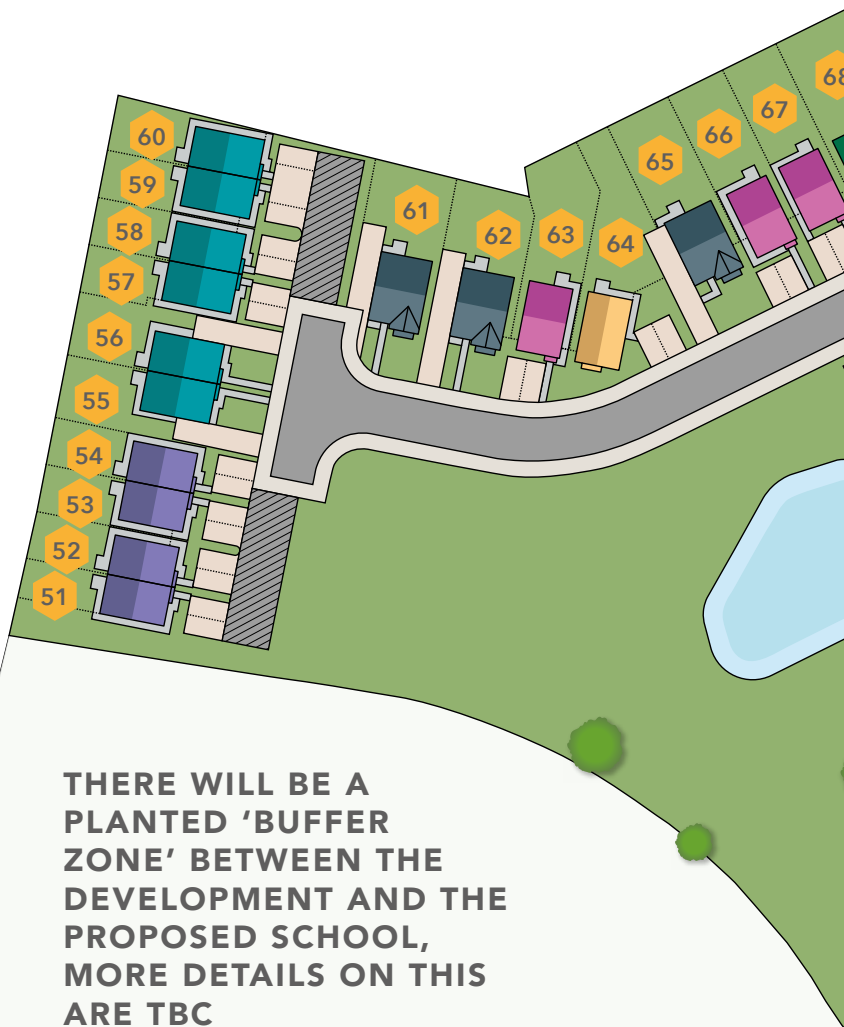 68
67
66
65
60
59
61
58
62
63
64
57
56
55
54
53
52
51
THERE WILL BE A
PLANTED ‘BUFFER
ZONE’ BETWEEN THE
DEVELOPMENT AND THE
PROPOSED SCHOOL,
MORE DETAILS ON THIS
ARE TBC